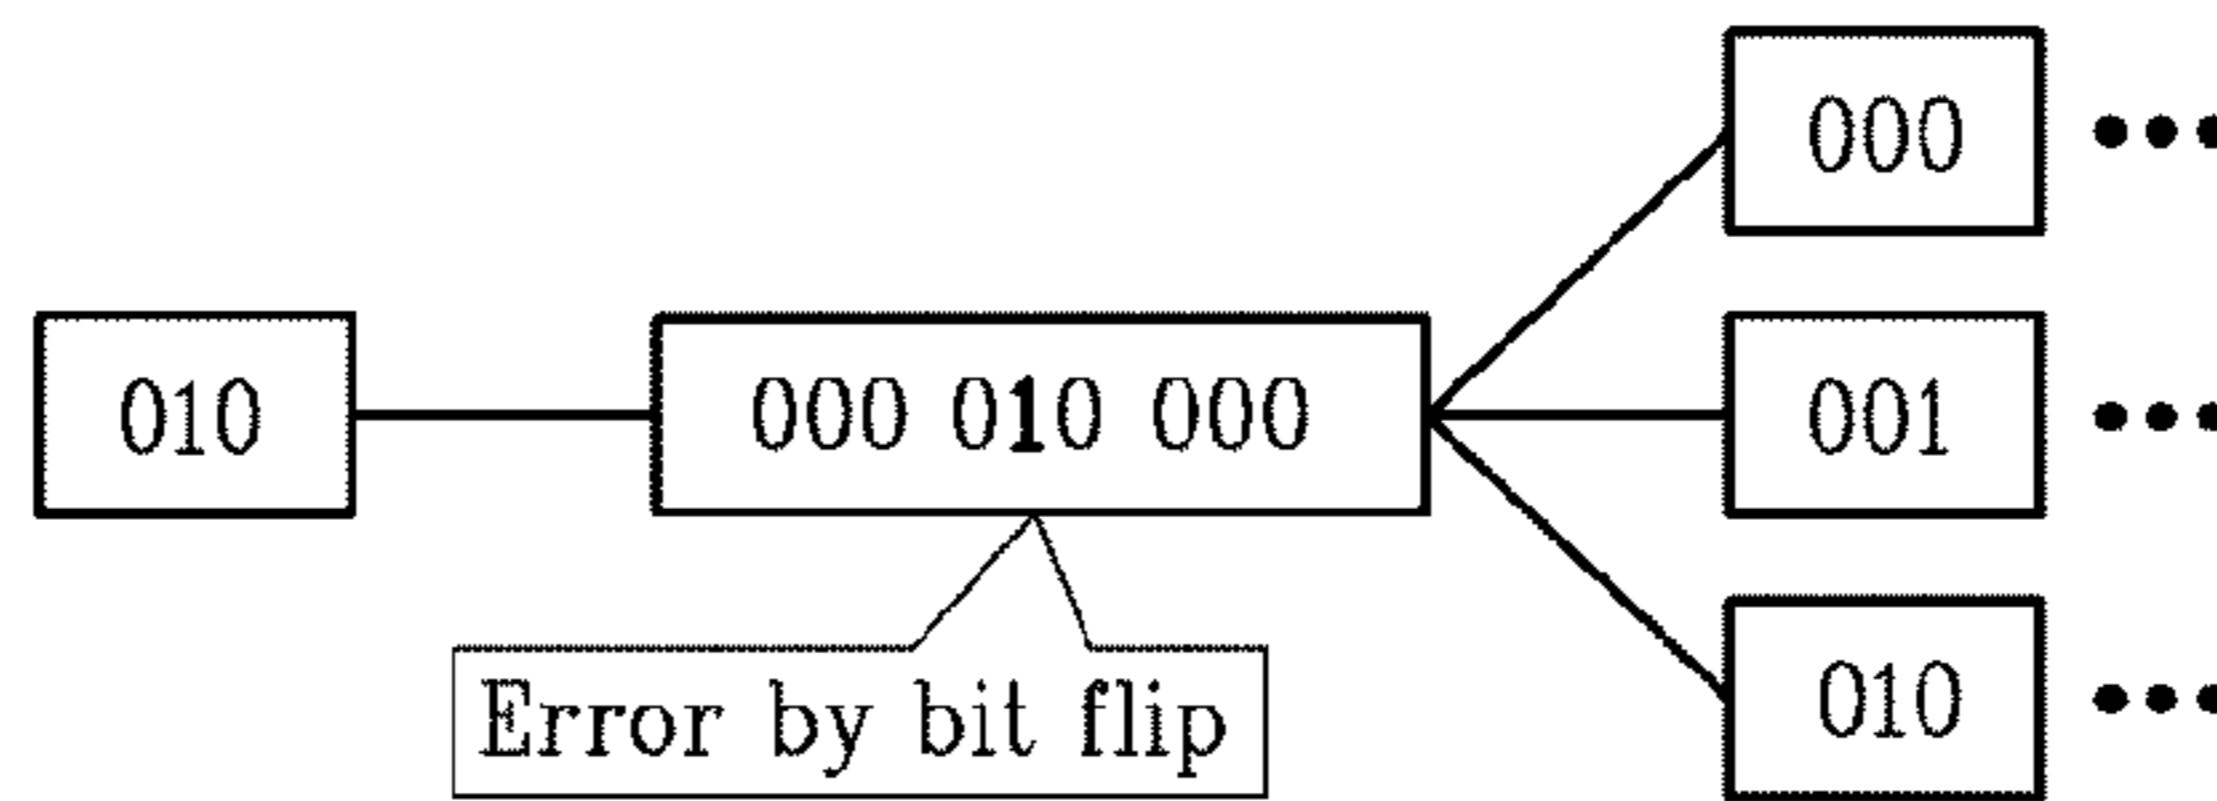 000 •••
010
000 010 000
001 •••
010 •••
Error by bit flip